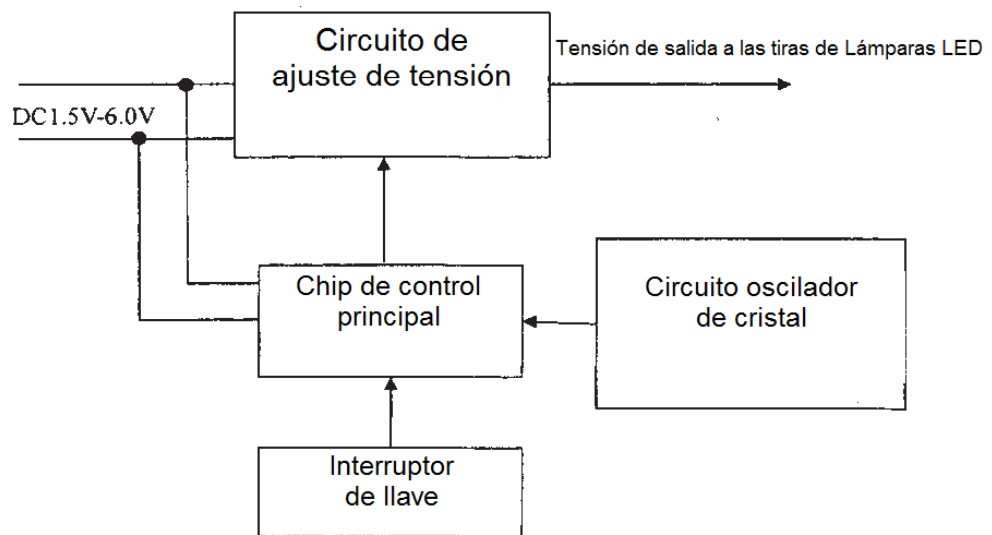 Circuito de
ajuste de tensión
Tensión de salida a las tiras de Lámparas LED
DC1.5V-6.0V
Chip de control
principal
Circuito oscilador
de cristal
Interruptor
de llave